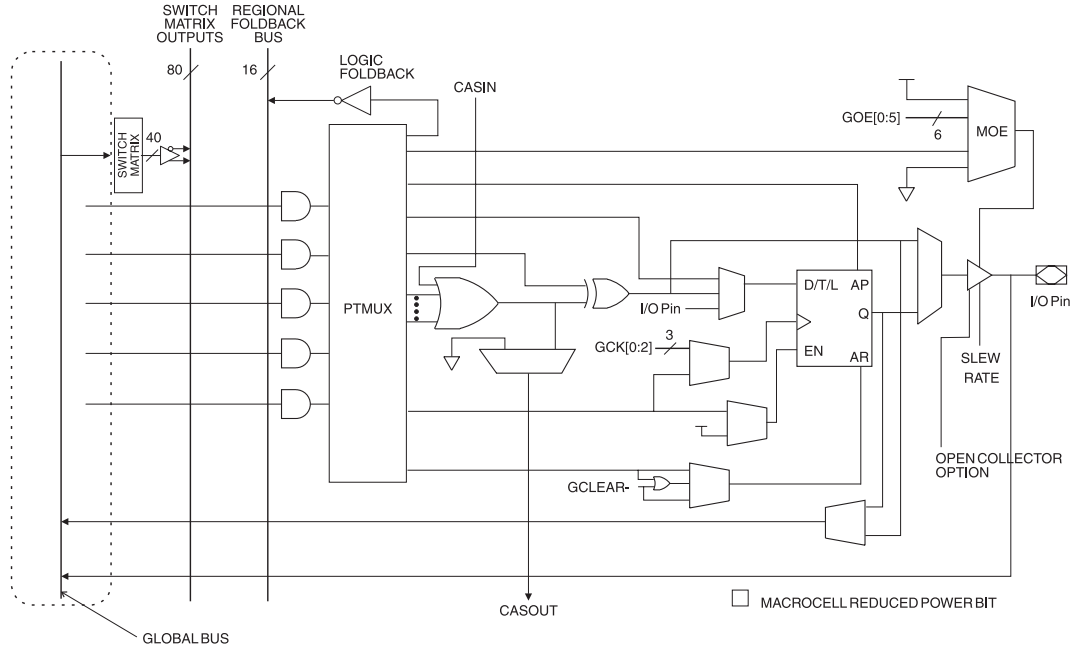 SWITCH
MATRIX
OUTPUTS
REGIONAL
FOLDBACK
BUS
80
16
LOGIC
FOLDBACK
CASIN
GOE[0:5]
6
MOE
SWITCH
MATRIX
40
PTMUX
D/T/L
AP
I/O Pin
Q
I/O Pin
GCK[0:2]
3
EN
AR
SLEW
RATE
OPEN COLLECTOR
OPTION
GCLEAR-
CASOUT
MACROCELL REDUCED POWER BIT
GLOBAL BUS